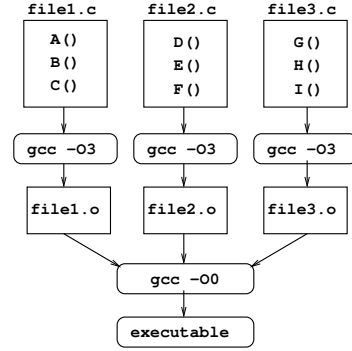 file1.c file2.c file3.c
A() D() G()
B() E() H()
C() F() I()
gcc -O3 gcc -O3 gcc -O3
file1.o file2.o file3.o
gcc -O0
executable